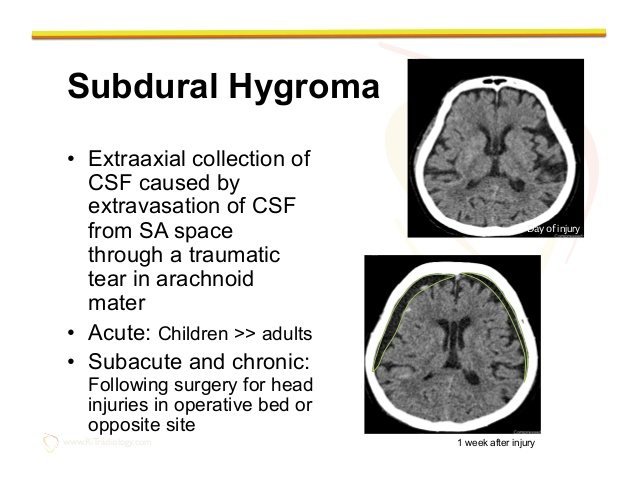 Subdural Hygroma
• Extraaxial collection of
CSF caused by
extravasation of CSF
from SA space
through a traumatic
tear in arachnoid
mater
• Acute: Children >> adults
• Subacute and chronic:
Following surgery for head
injuries in operative bed or
opposite site
Day of injury
1 week after injury
www.RiTradiology.com